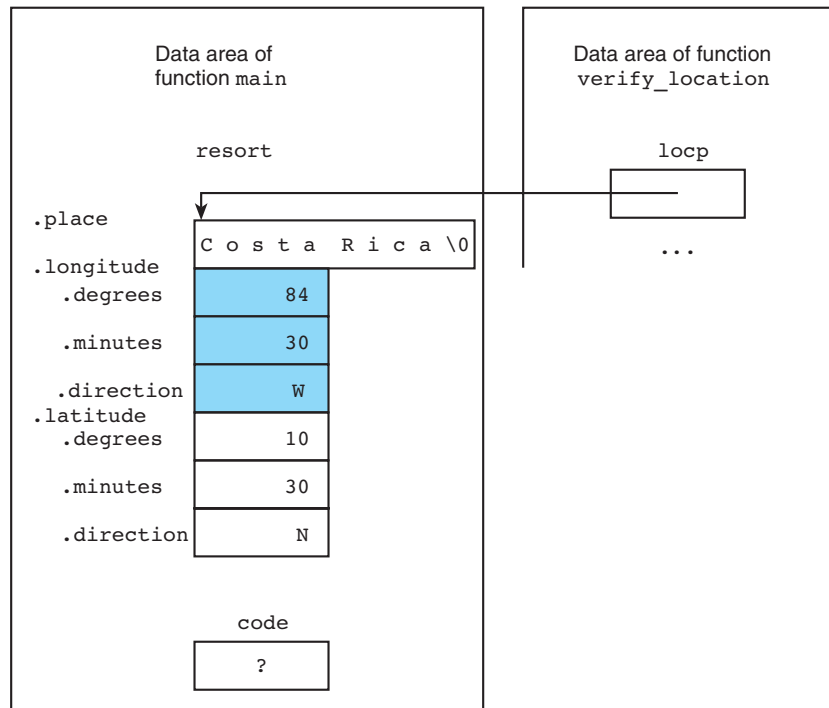 Data area of
function main
Data area of function
verify_location
resort
locp
.place
C o s t a   R i c a \0
...
.longitude
.degrees 84
.minutes 30
.direction W
.latitude
.degrees 10
.minutes 30
.direction N
code
?